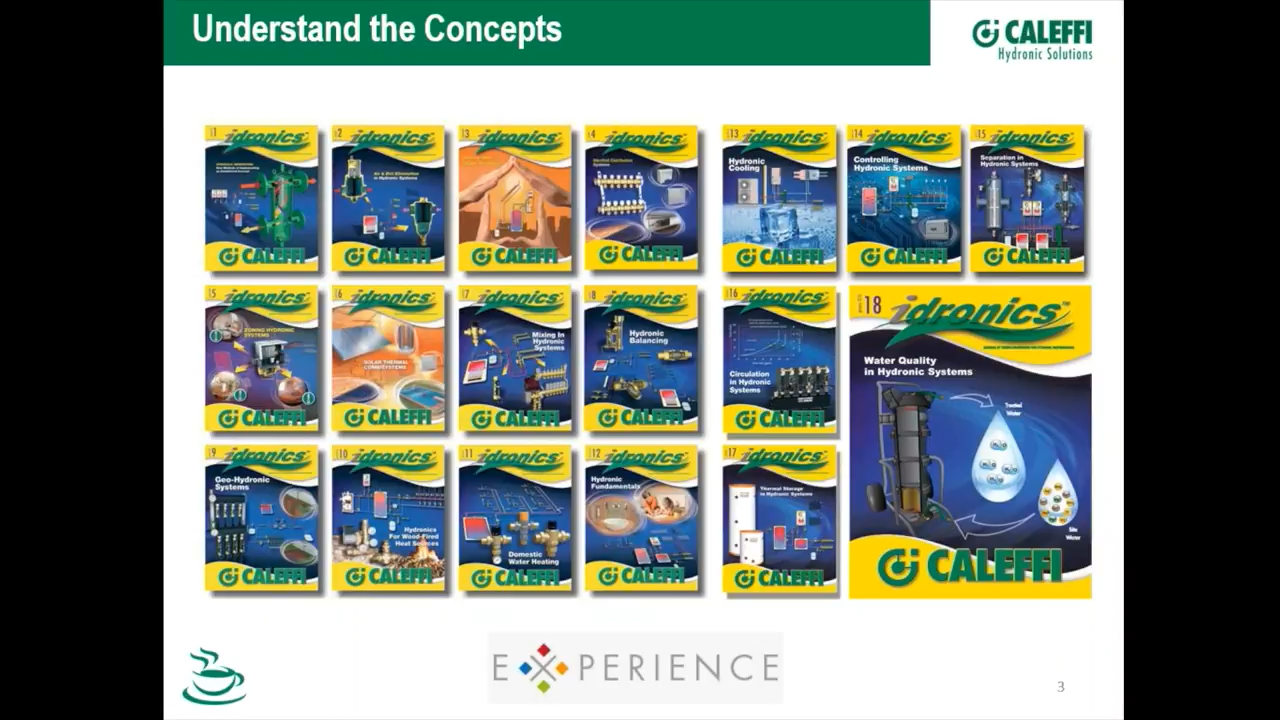 Understand the Concepts
CALEFFI
Hydronic Solutions
1
idronics
CALEFFI
2
idronics
Air & Dirt Elimination
in Hydronic Systems
CALEFFI
3
idronics
CALEFFI
4
idronics
CALEFFI
13
idronics
Hydronic
Cooling
CALEFFI
14
idronics
Controlling
Hydronic Systems
CALEFFI
15
idronics
Separation in
Hydronic Systems
CALEFFI
5
idronics
ZONING HYDRONIC
SYSTEMS
CALEFFI
6
idronics
SOLAR THERMAL
COMBISYSTEMS
CALEFFI
7
idronics
Mixing In
Hydronic
Systems
CALEFFI
8
idronics
Hydronic
Balancing
CALEFFI
16
idronics
Circulation
in Hydronic
Systems
CALEFFI
18
idronics
Water Quality
in Hydronic Systems
Treated
Water
Site
Water
CALEFFI
9
idronics
Geo-Hydronic
Systems
CALEFFI
10
idronics
Hydronics
For Wood-Fired
Heat Sources
CALEFFI
11
idronics
Domestic
Water Heating
CALEFFI
12
idronics
Hydronic
Fundamentals
CALEFFI
17
idronics
Thermal Storage
in Hydronic Systems
CALEFFI
EXPERIENCE
3